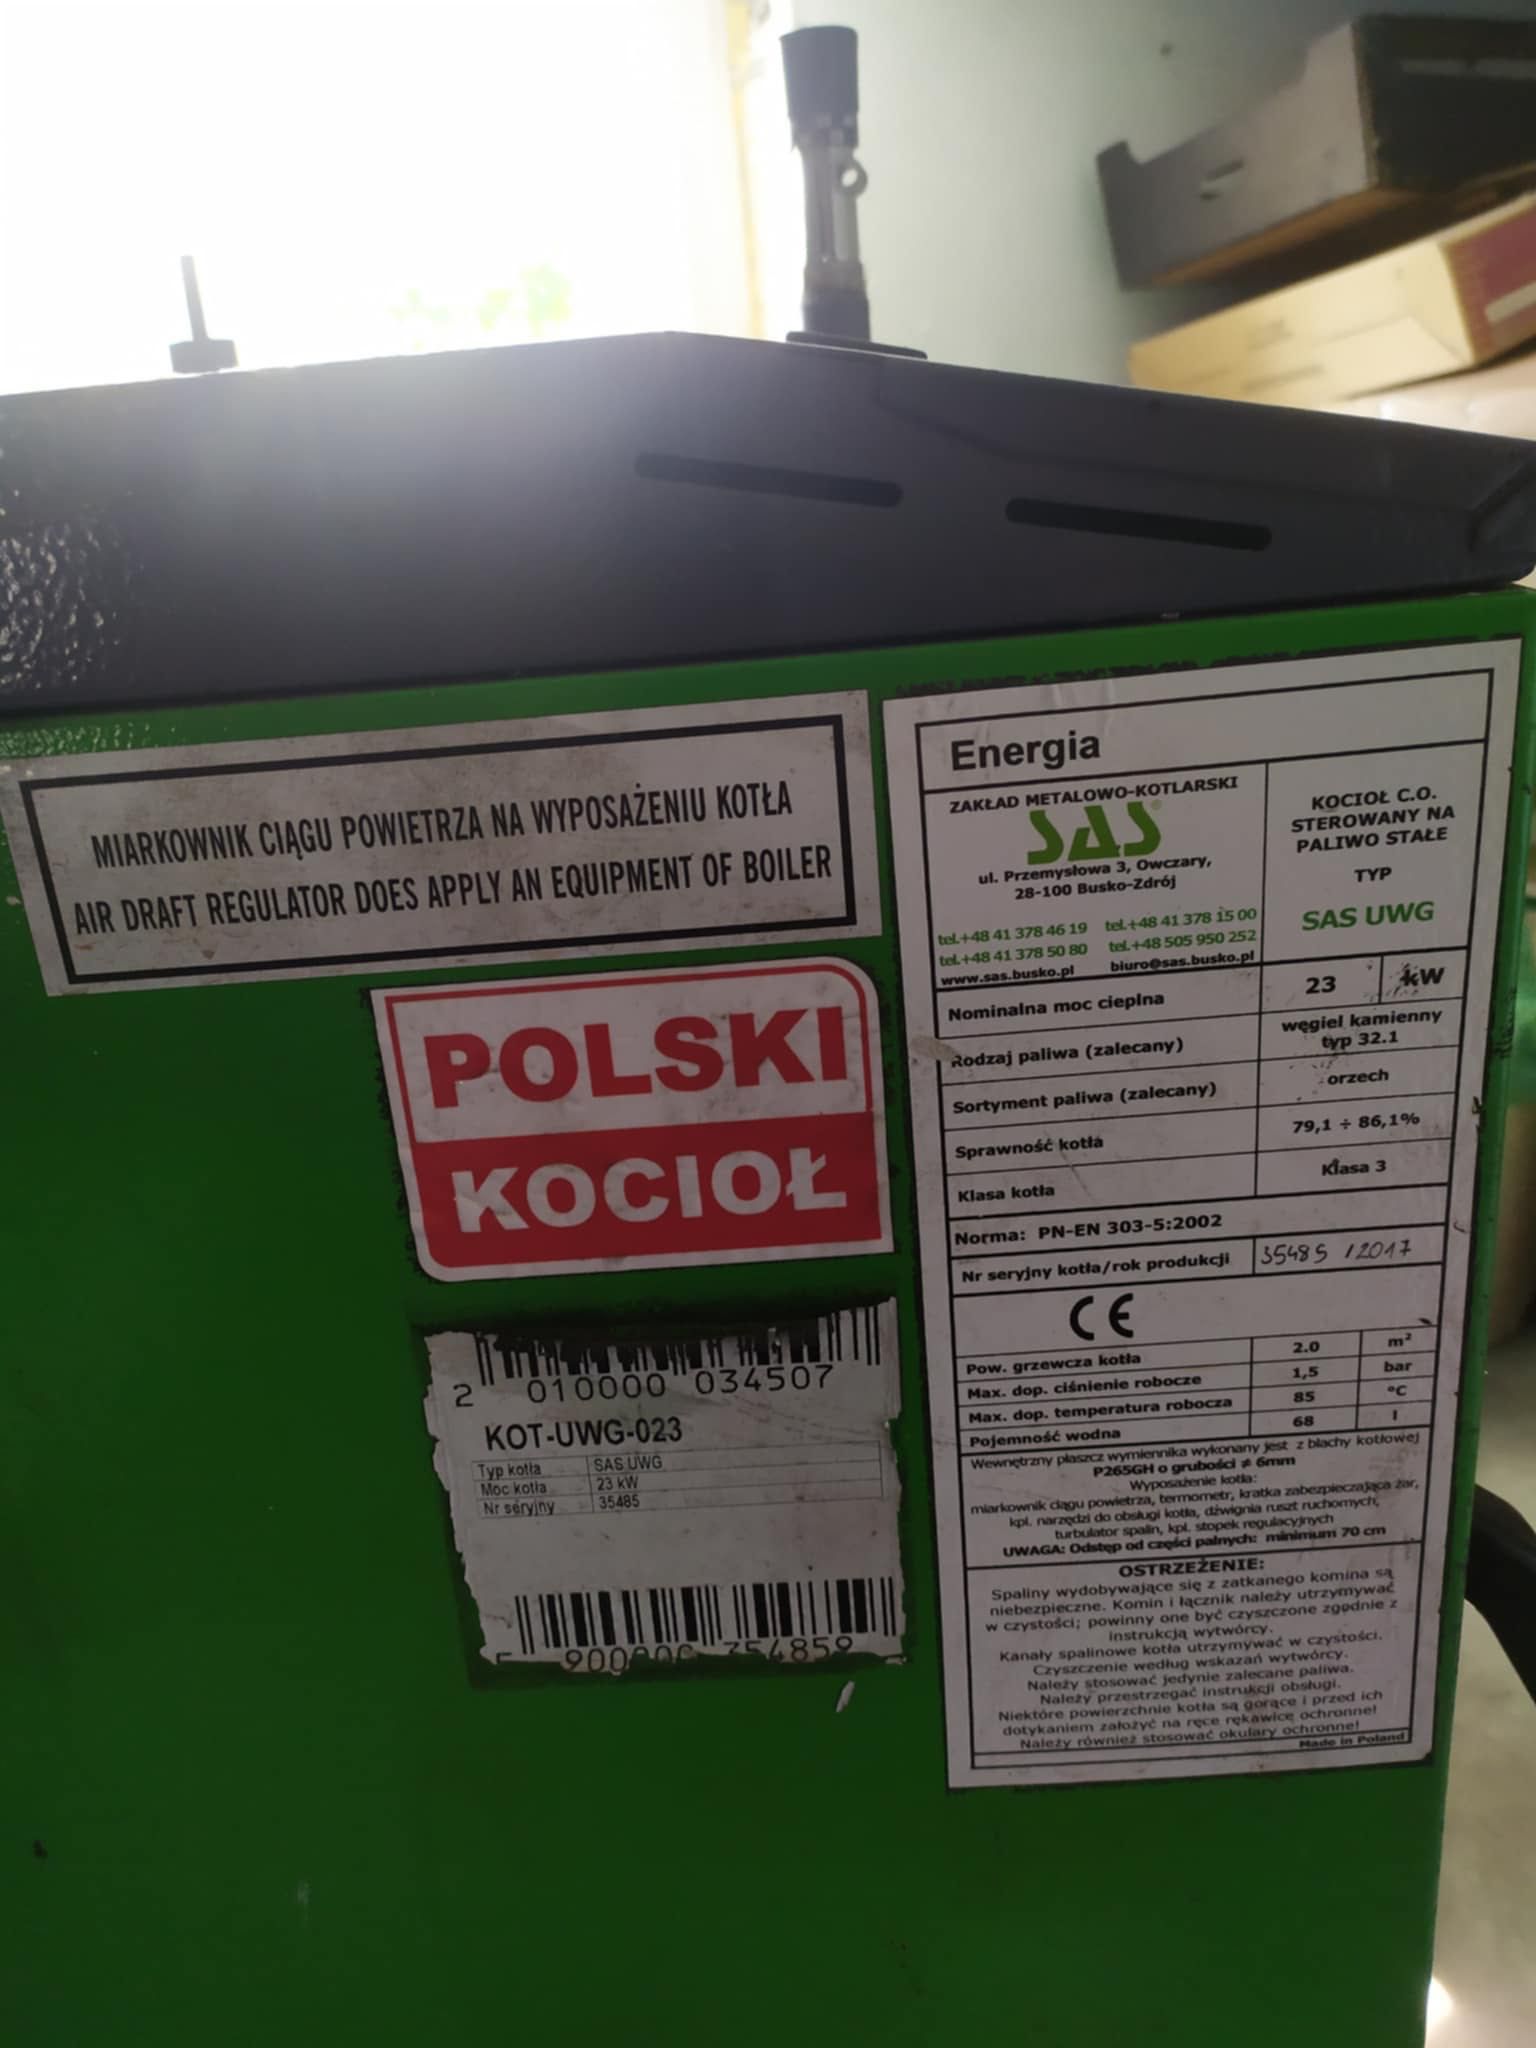 MIARKOWNIK CIĄGU POWIETRZA NA WYPOSAŻENIU KOTŁA
AIR DRAFT REGULATOR DOES APPLY AN EQUIPMENT OF BOILER
POLSKI
KOCIOŁ
2 010000 034507
KOT-UWG-023
Typ kotła SAS UWG
Moc kotła 23 kW
Nr seryjny 35485
Energia
ZAKŁAD METALOWO-KOTLARSKI
SAS®
ul. Przemysłowa 3, Owczary,
28-100 Busko-Zdrój
tel.+48 41 378 46 19 tel.+48 41 378 15 00
tel.+48 41 378 50 80 tel.+48 505 950 252
www.sas.busko.pl biuro@sas.busko.pl
KOCIOŁ C.O.
STEROWANY NA
PALIWO STAŁE
TYP
SAS UWG
Nominalna moc cieplna 23 kW
Rodzaj paliwa (zalecany) węgiel kamienny
typ 32.1
Sortyment paliwa (zalecany) orzech
Sprawność kotła 79,1 ÷ 86,1%
Klasa kotła Klasa 3
Norma: PN-EN 303-5:2002
Nr seryjny kotła/rok produkcji 35485 / 2017
CE
Pow. grzewcza kotła 2.0 m²
Max. dop. ciśnienie robocze 1,5 bar
Max. dop. temperatura robocza 85 °C
Pojemność wodna 68 l
Wewnętrzny płaszcz wymiennika wykonany jest z blachy kotłowej
P265GH o grubości ≠ 6mm
Wyposażenie kotła:
miarkownik ciągu powietrza, termometr, kratka zabezpieczająca żar,
kpl. narzędzi do obsługi kotła, dźwignia ruszt ruchomych,
turbulator spalin, kpl. stopek regulacyjnych
UWAGA: Odstęp od części palnych: minimum 70 cm
OSTRZEŻENIE:
Spaliny wydobywające się z zatkanego komina są
niebezpieczne. Komin i łącznik należy utrzymywać
w czystości; powinny one być czyszczone zgodnie z
instrukcją wytwórcy.
Kanały spalinowe kotła utrzymywać w czystości.
Czyszczenie według wskazań wytwórcy.
Należy stosować jedynie zalecane paliwa.
Należy przestrzegać instrukcji obsługi.
Niektóre powierzchnie kotła są gorące i przed ich
dotykaniem założyć na ręce rękawice ochronne!
Należy również stosować okulary ochronne!
Made in Poland